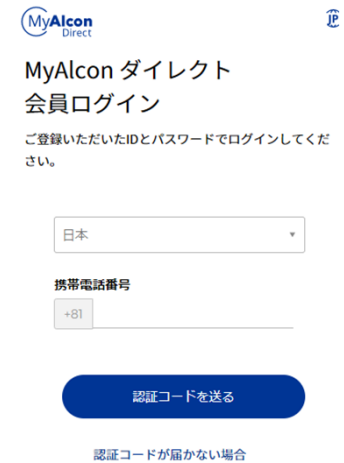 MyAlcon
Direct
JP
MyAlcon ダイレクト
会員ログイン
ご登録いただいたIDとパスワードでログインしてくだ
さい。
日本
携帯電話番号
+81
認証コードを送る
認証コードが届かない場合